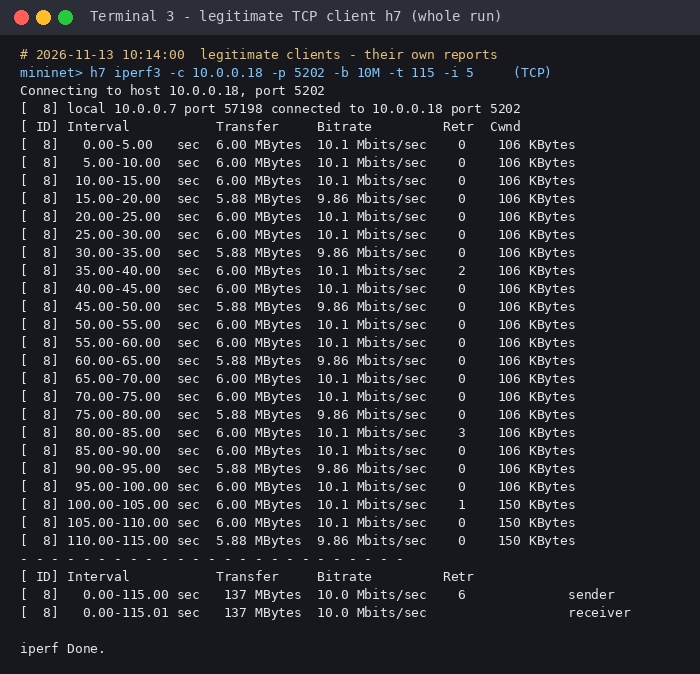 Terminal 3 - legitimate TCP client h7 (whole run)
# 2026-11-13 10:14:00  legitimate clients - their own reports
mininet> h7 iperf3 -c 10.0.0.18 -p 5202 -b 10M -t 115 -i 5     (TCP)
Connecting to host 10.0.0.18, port 5202
[  8] local 10.0.0.7 port 57198 connected to 10.0.0.18 port 5202
[ ID] Interval           Transfer     Bitrate         Retr  Cwnd
[  8]   0.00-5.00   sec  6.00 MBytes  10.1 Mbits/sec    0    106 KBytes
[  8]   5.00-10.00  sec  6.00 MBytes  10.1 Mbits/sec    0    106 KBytes
[  8]  10.00-15.00  sec  6.00 MBytes  10.1 Mbits/sec    0    106 KBytes
[  8]  15.00-20.00  sec  5.88 MBytes  9.86 Mbits/sec    0    106 KBytes
[  8]  20.00-25.00  sec  6.00 MBytes  10.1 Mbits/sec    0    106 KBytes
[  8]  25.00-30.00  sec  6.00 MBytes  10.1 Mbits/sec    0    106 KBytes
[  8]  30.00-35.00  sec  5.88 MBytes  9.86 Mbits/sec    0    106 KBytes
[  8]  35.00-40.00  sec  6.00 MBytes  10.1 Mbits/sec    2    106 KBytes
[  8]  40.00-45.00  sec  6.00 MBytes  10.1 Mbits/sec    0    106 KBytes
[  8]  45.00-50.00  sec  5.88 MBytes  9.86 Mbits/sec    0    106 KBytes
[  8]  50.00-55.00  sec  6.00 MBytes  10.1 Mbits/sec    0    106 KBytes
[  8]  55.00-60.00  sec  6.00 MBytes  10.1 Mbits/sec    0    106 KBytes
[  8]  60.00-65.00  sec  5.88 MBytes  9.86 Mbits/sec    0    106 KBytes
[  8]  65.00-70.00  sec  6.00 MBytes  10.1 Mbits/sec    0    106 KBytes
[  8]  70.00-75.00  sec  6.00 MBytes  10.1 Mbits/sec    0    106 KBytes
[  8]  75.00-80.00  sec  5.88 MBytes  9.86 Mbits/sec    0    106 KBytes
[  8]  80.00-85.00  sec  6.00 MBytes  10.1 Mbits/sec    3    106 KBytes
[  8]  85.00-90.00  sec  6.00 MBytes  10.1 Mbits/sec    0    106 KBytes
[  8]  90.00-95.00  sec  5.88 MBytes  9.86 Mbits/sec    0    106 KBytes
[  8]  95.00-100.00 sec  6.00 MBytes  10.1 Mbits/sec    0    106 KBytes
[  8] 100.00-105.00 sec  6.00 MBytes  10.1 Mbits/sec    1    150 KBytes
[  8] 105.00-110.00 sec  6.00 MBytes  10.1 Mbits/sec    0    150 KBytes
[  8] 110.00-115.00 sec  5.88 MBytes  9.86 Mbits/sec    0    150 KBytes
- - - - - - - - - - - - - - - - - - - - - - - - -
[ ID] Interval           Transfer     Bitrate         Retr
[  8]   0.00-115.00 sec   137 MBytes  10.0 Mbits/sec    6             sender
[  8]   0.00-115.01 sec   137 MBytes  10.0 Mbits/sec                  receiver
iperf Done.